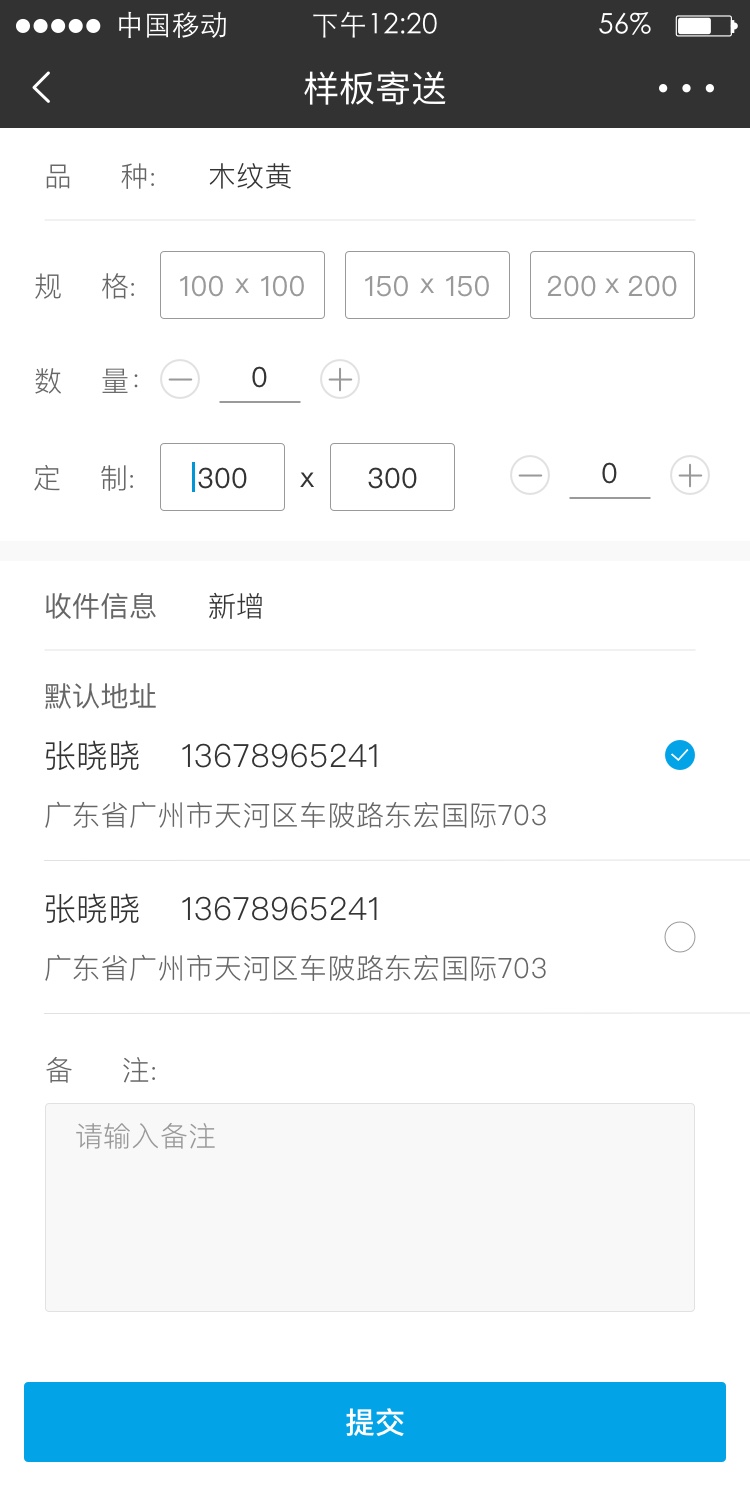 中国移动 下午12:20 56%
样板寄送
品 种: 木纹黄
规 格: 100 x 100 150 x 150 200 x 200
数 量: 0
定 制: 300 x 300 0
收件信息 新增
默认地址
张晓晓 13678965241
广东省广州市天河区车陂路东宏国际703
张晓晓 13678965241
广东省广州市天河区车陂路东宏国际703
备 注:
请输入备注
提交